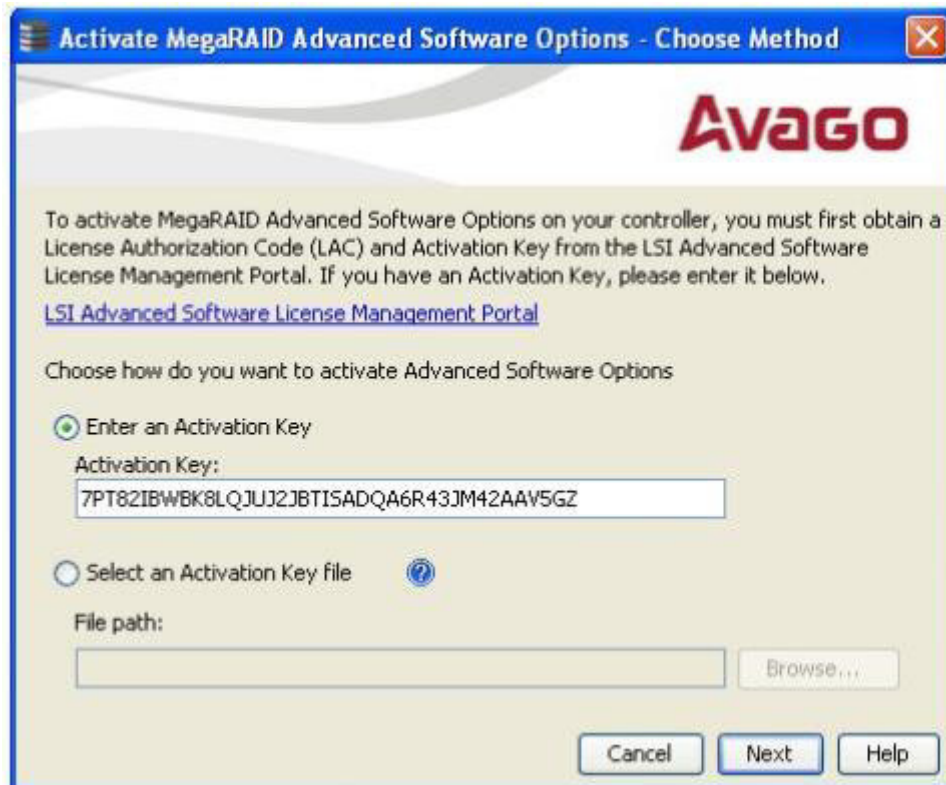 Activate MegaRAID Advanced Software Options - Choose Method
AVAGO
To activate MegaRAID Advanced Software Options on your controller, you must first obtain a
License Authorization Code (LAC) and Activation Key from the LSI Advanced Software
License Management Portal. If you have an Activation Key, please enter it below.
LSI Advanced Software License Management Portal
Choose how do you want to activate Advanced Software Options
Enter an Activation Key
Activation Key:
7PT82IBWBK8LQJUJ2JBTISADQA6R43JM42AAV5GZ
Select an Activation Key file
File path:
Browse...
Cancel Next Help